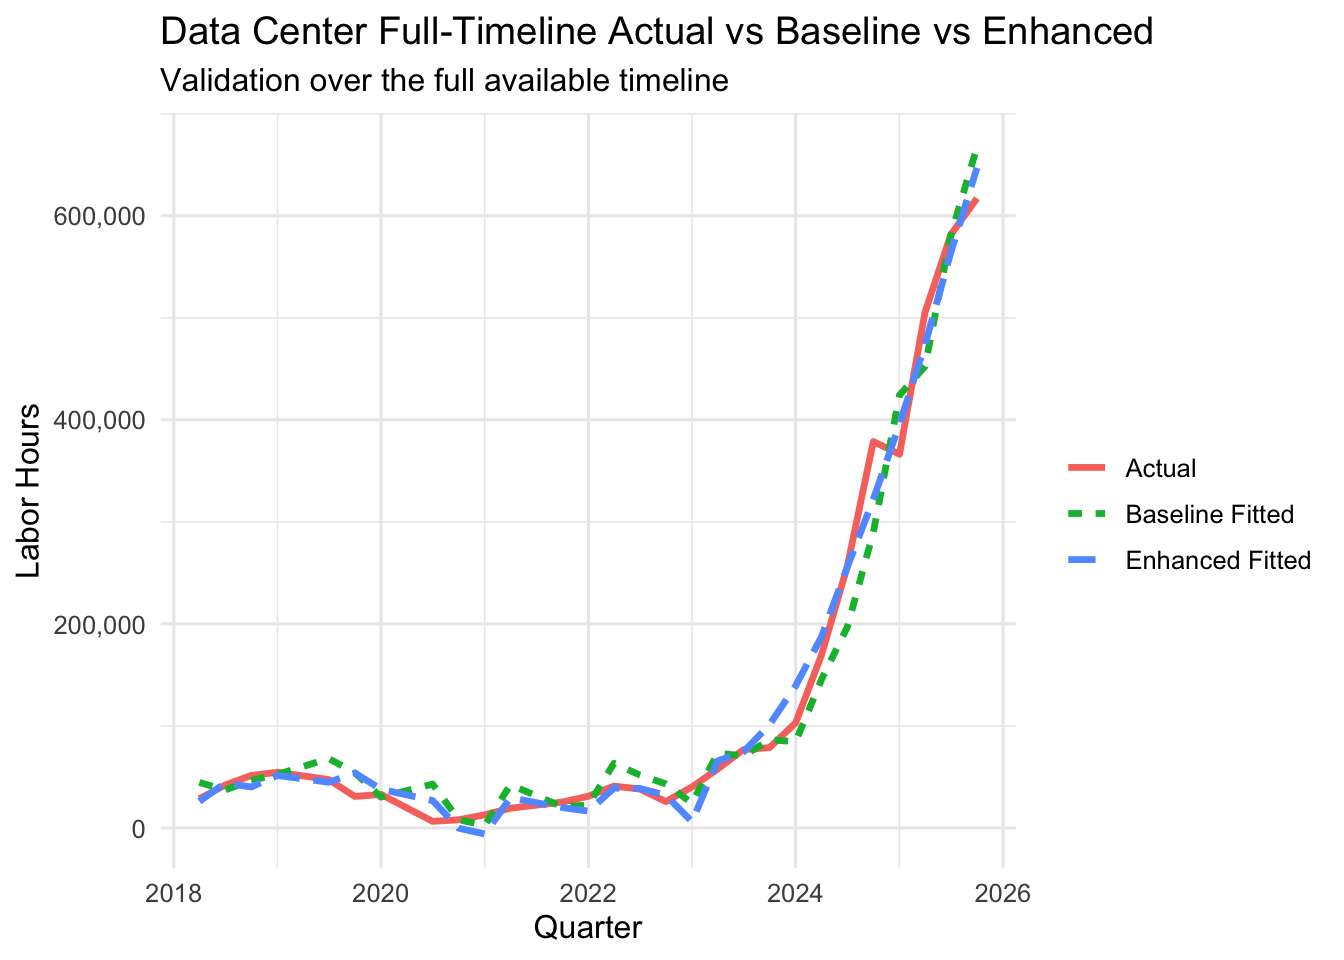 Data Center Full-Timeline Actual vs Baseline vs Enhanced
Validation over the full available timeline
Labor Hours
600,000
400,000
200,000
0
2018
2020
2022
2024
2026
Quarter
Actual
Baseline Fitted
Enhanced Fitted